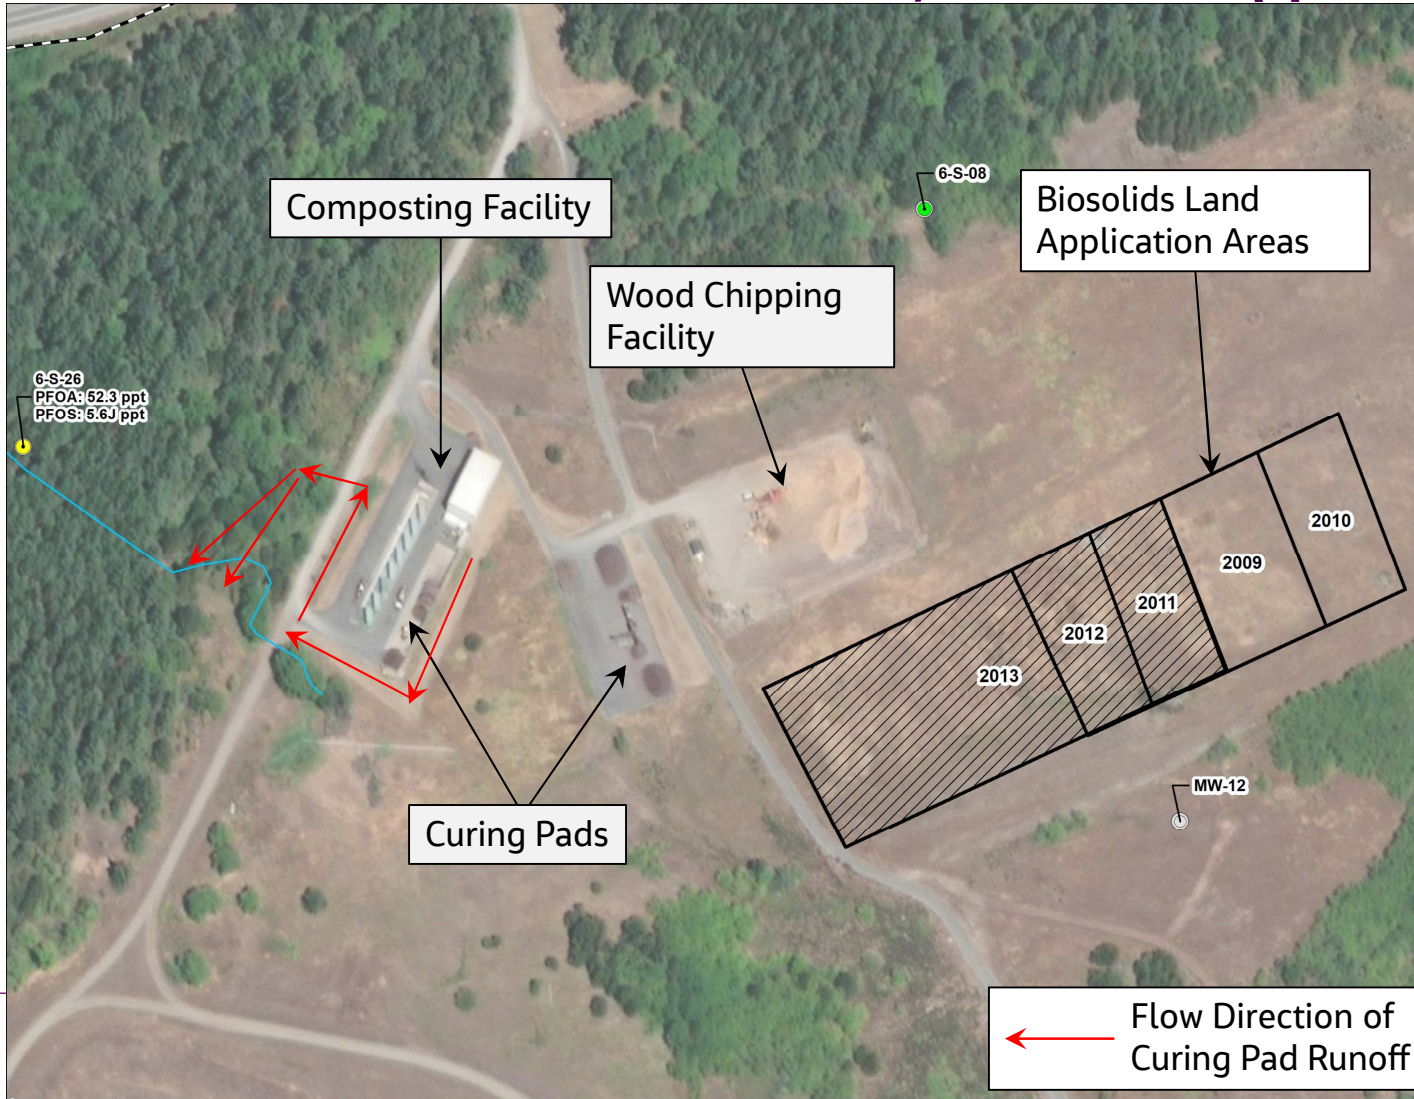 6-S-08
Composting Facility
Biosolids Land
Application Areas
Wood Chipping
Facility
6-S-26
PFOA: 52.3 ppt
PFOS: 5.6J ppt
2010
2009
2011
2012
2013
MW-12
Curing Pads
Flow Direction of
Curing Pad Runoff